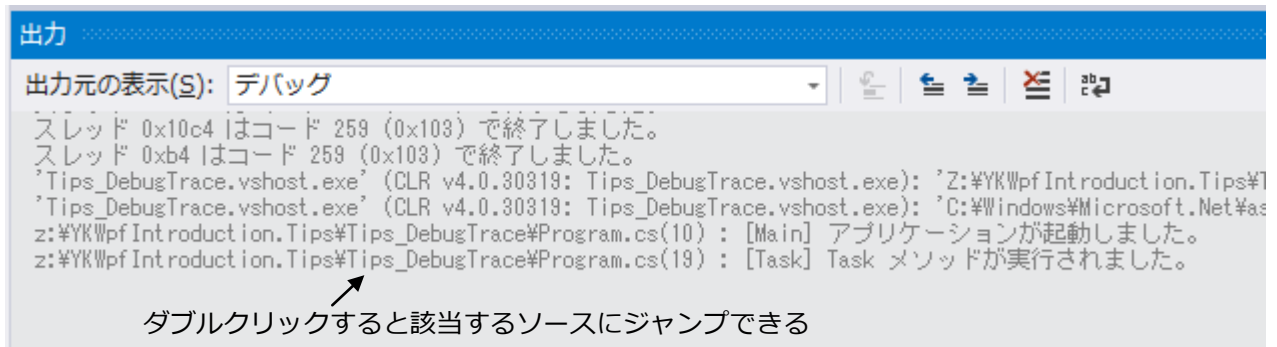 出力
出力元の表示(S): デバッグ
スレッド 0x10c4 はコード 259 (0x103) で終了しました。
スレッド 0xb4 はコード 259 (0x103) で終了しました。
'Tips_DebugTrace.vshost.exe' (CLR v4.0.30319: Tips_DebugTrace.vshost.exe): 'Z:¥YKWpfIntroduction.Tips¥T
'Tips_DebugTrace.vshost.exe' (CLR v4.0.30319: Tips_DebugTrace.vshost.exe): 'C:¥Windows¥Microsoft.Net¥as
z:¥YKWpfIntroduction.Tips¥Tips_DebugTrace¥Program.cs(10) : [Main] アプリケーションが起動しました。
z:¥YKWpfIntroduction.Tips¥Tips_DebugTrace¥Program.cs(19) : [Task] Task メソッドが実行されました。
ダブルクリックすると該当するソースにジャンプできる